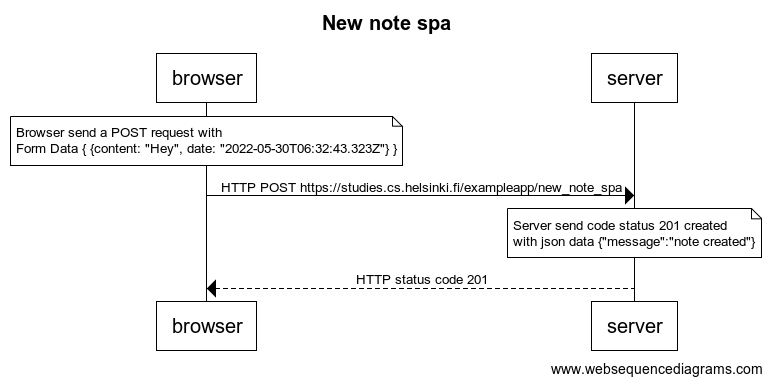 New note spa
browser
server
Browser send a POST request with
Form Data { {content: "Hey", date: "2022-05-30T06:32:43.323Z"} }
HTTP POST https://studies.cs.helsinki.fi/exampleapp/new_note_spa
Server send code status 201 created
with json data {"message":"note created"}
HTTP status code 201
browser
server
www.websequencediagrams.com